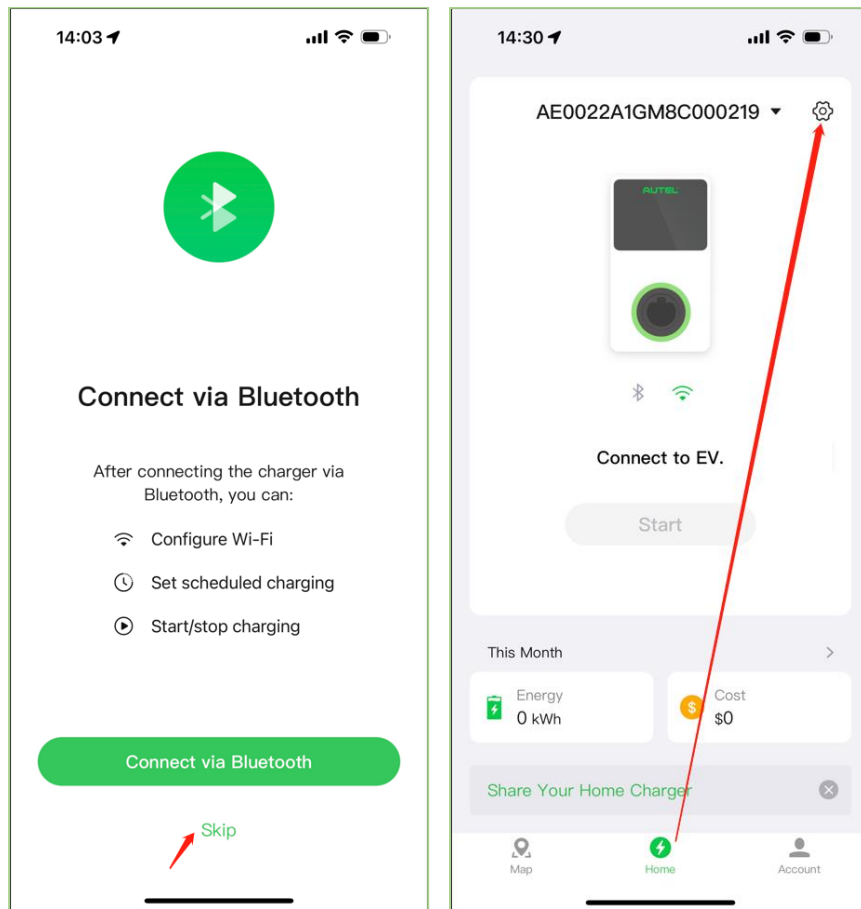 14:03
Connect via Bluetooth
After connecting the charger via
Bluetooth, you can:
Configure Wi-Fi
Set scheduled charging
Start/stop charging
Connect via Bluetooth
Skip
14:30
AE0022A1GM8C000219
AUTEL
Connect to EV.
Start
This Month
Energy
0 kWh
Cost
$0
Share Your Home Charger
Map
Home
Account